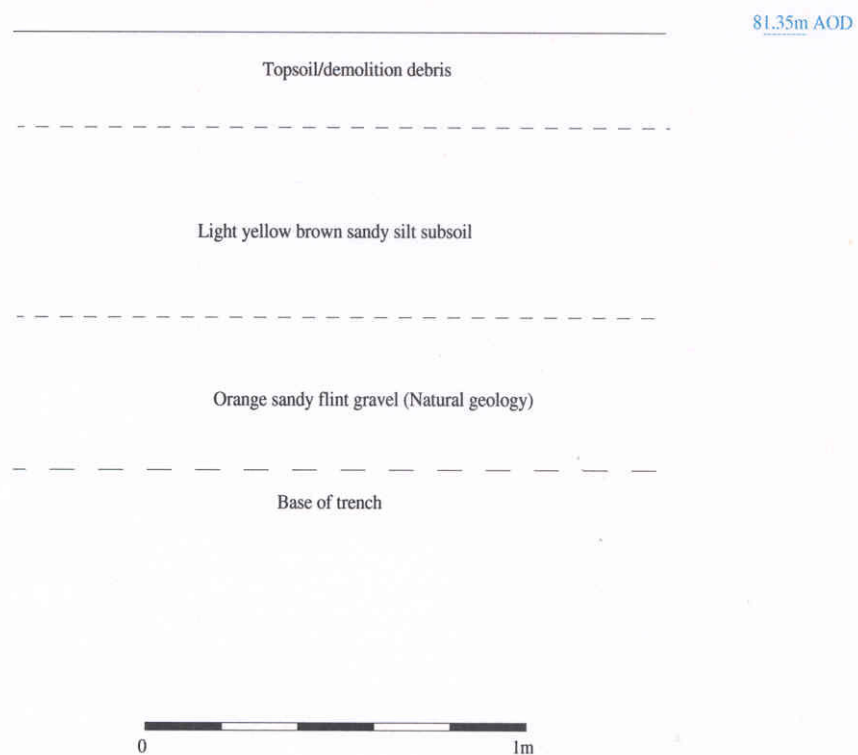 81.35m AOD
Topsoil/demolition debris
Light yellow brown sandy silt subsoil
Orange sandy flint gravel (Natural geology)
Base of trench
0 1m